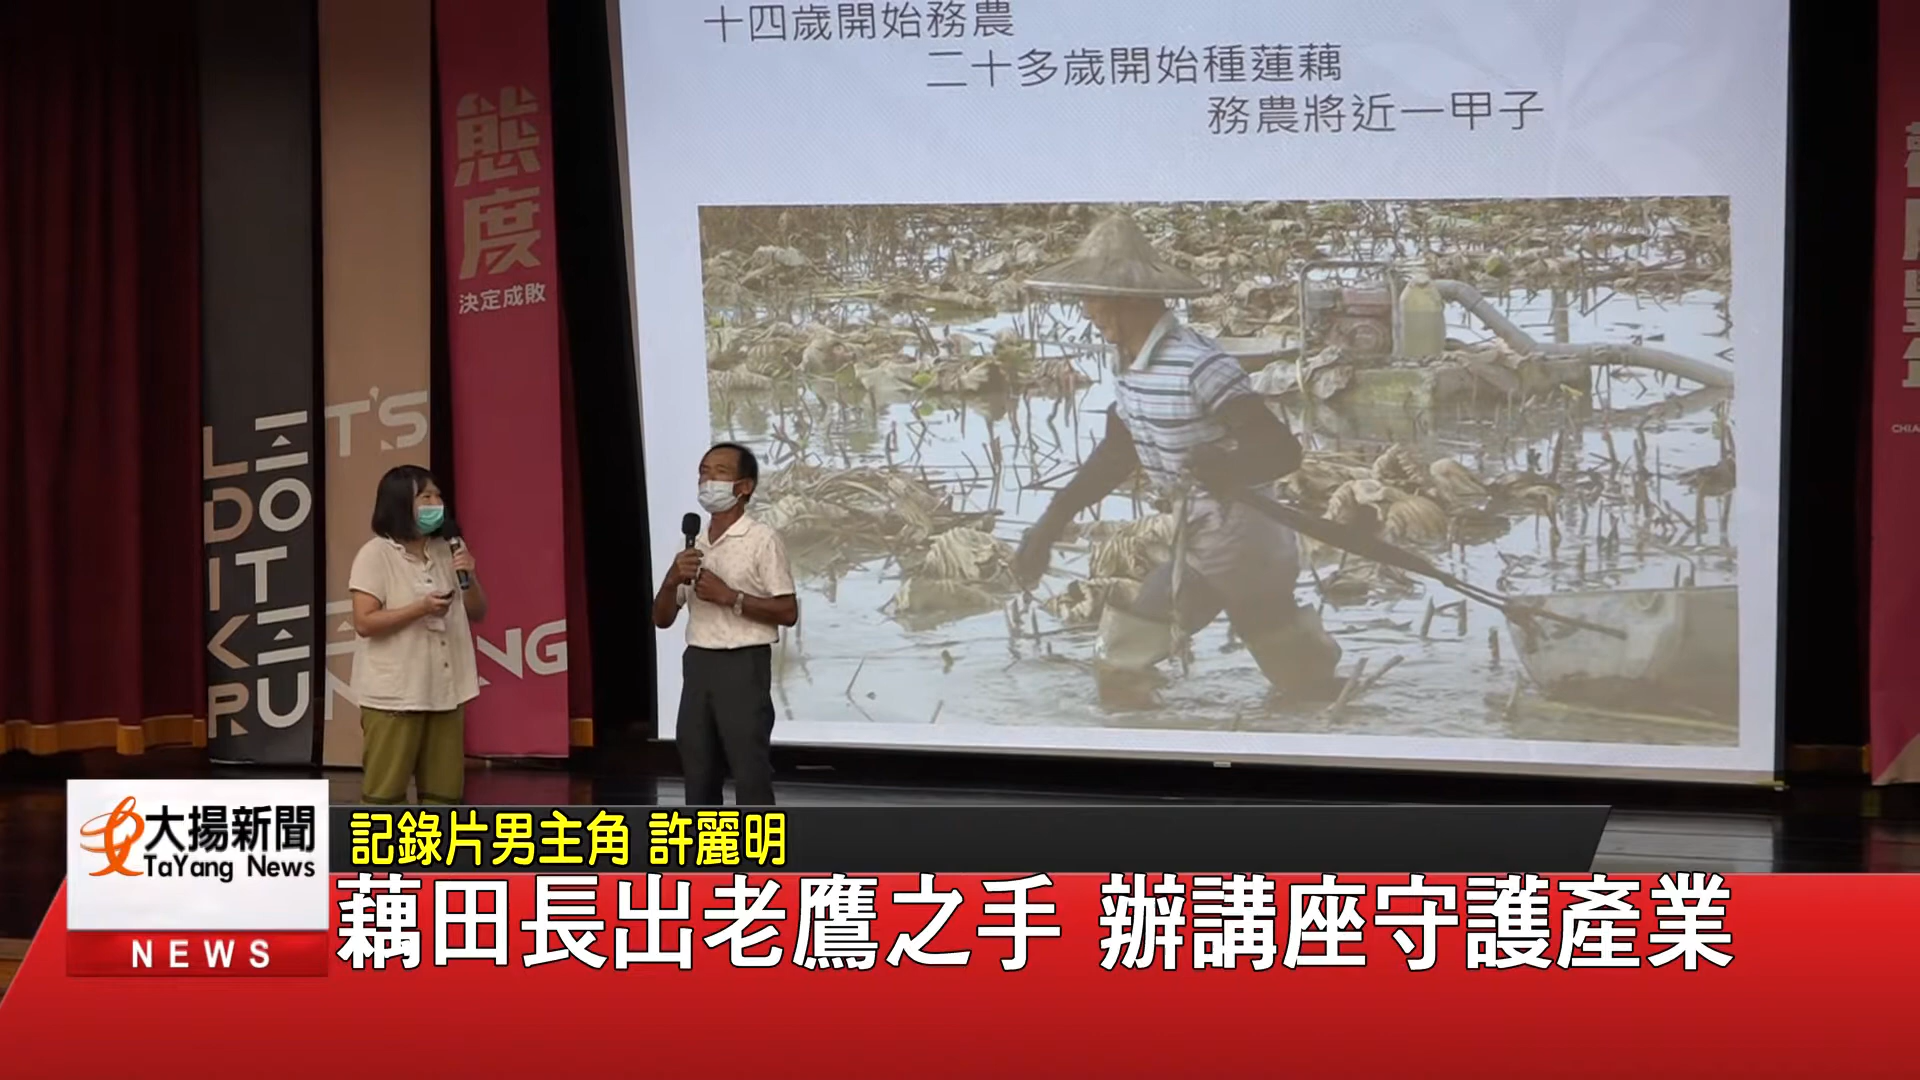 十四歲開始務農
二十多歲開始種蓮藕
務農將近一甲子
態度
決定成敗
LET'S
DO
IT
KEEP
RUNNING
CHIA
大揚新聞
TaYang News
NEWS
記錄片男主角 許麗明
藕田長出老鷹之手 辦講座守護產業